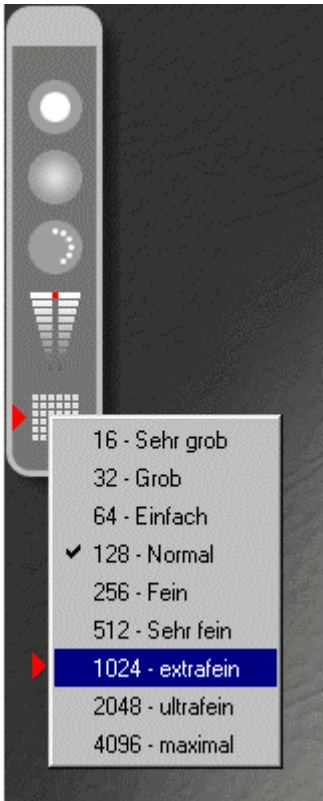 16 - Sehr grob
32 - Grob
64 - Einfach
128 - Normal
256 - Fein
512 - Sehr fein
1024 - extrafein
2048 - ultrafein
4096 - maximal